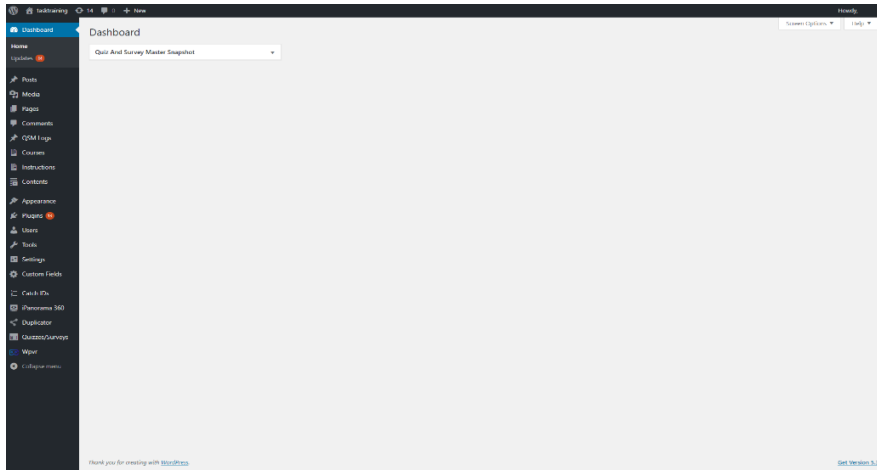 tasktraining 14 0 New Howdy,
Screen Options Help
Dashboard
Home
Updates
Posts
Media
Pages
Comments
QSM Logs
Courses
Instructions
Contents
Appearance
Plugins
Users
Tools
Settings
Custom Fields
Catch IDs
iPanorama 360
Duplicator
Quizzes/Surveys
Wpvr
Collapse menu
Dashboard
Quiz And Survey Master Snapshot
Thank you for creating with WordPress.
Get Version 5.